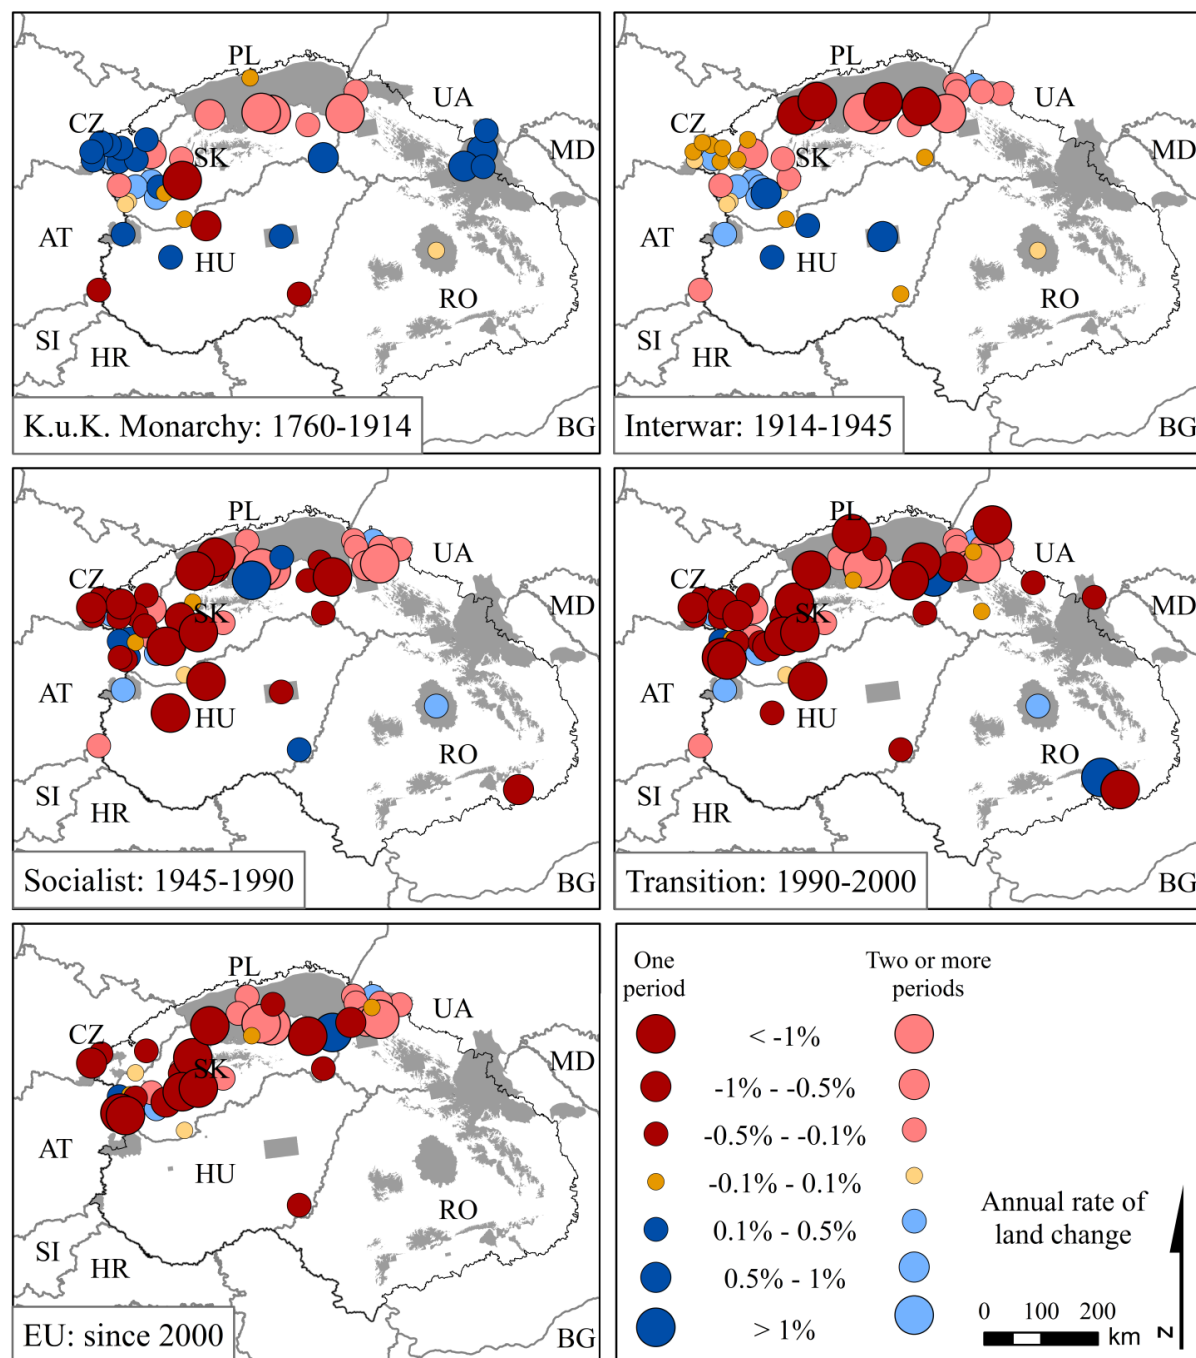 PL
UA
CZ
SK
MD
AT
HU
RO
SI
HR
K.u.K. Monarchy: 1760-1914
BG
PL
UA
CZ
SK
MD
AT
HU
RO
SI
HR
Interwar: 1914-1945
BG
PL
UA
CZ
SK
MD
AT
HU
RO
SI
HR
Socialist: 1945-1990
BG
PL
UA
CZ
SK
MD
AT
HU
RO
SI
HR
Transition: 1990-2000
BG
PL
UA
CZ
SK
MD
AT
HU
RO
SI
HR
EU: since 2000
BG
One
period
Two or more
periods
< -1%
-1% - -0.5%
-0.5% - -0.1%
-0.1% - 0.1%
0.1% - 0.5%
0.5% - 1%
> 1%
Annual rate of
land change
0 100 200
km
N